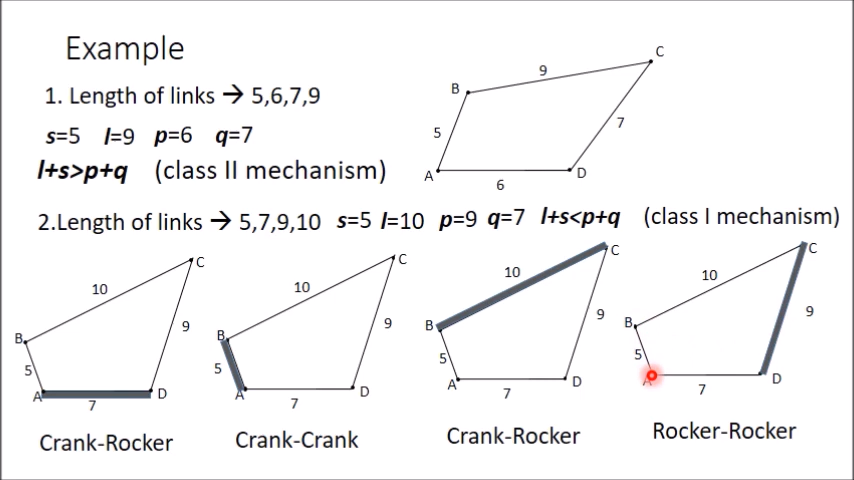 Example
1. Length of links → 5,6,7,9
s=5 l=9 p=6 q=7
l+s>p+q (class II mechanism)
C
9
B
5
7
A
D
6
2.Length of links → 5,7,9,10 s=5 l=10 p=9 q=7 l+s<p+q (class I mechanism)
C
10
B
9
5
A
D
7
Crank-Rocker
C
10
B
9
5
A
D
7
Crank-Crank
C
10
B
9
5
A
D
7
Crank-Rocker
C
10
B
9
5
A
D
7
Rocker-Rocker